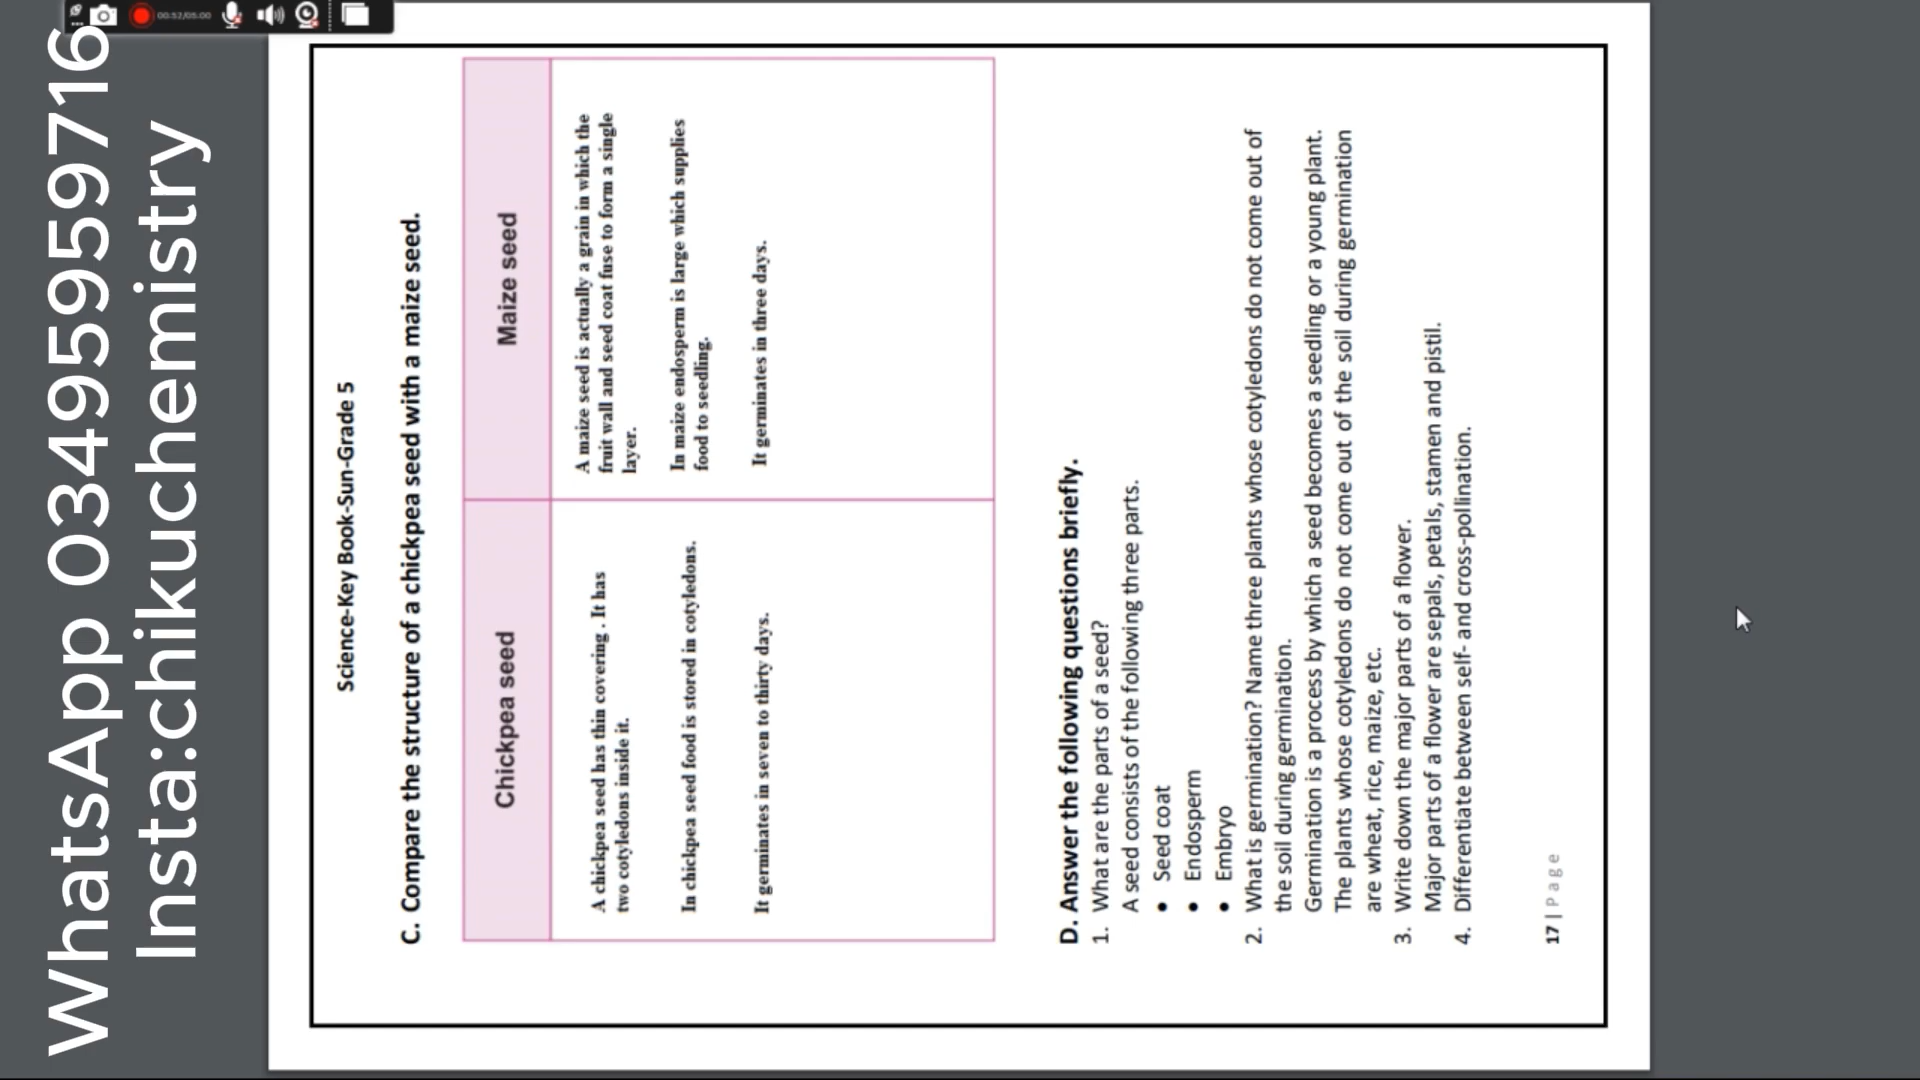 WhatsApp 03495959716
Insta:chikuchemistry
00:52/05:00
Science-Key Book-Sun-Grade 5
C. Compare the structure of a chickpea seed with a maize seed.
Chickpea seed
A chickpea seed has thin covering . It has
two cotyledons inside it.
In chickpea seed food is stored in cotyledons.
It germinates in seven to thirty days.
Maize seed
A maize seed is actually a grain in which the
fruit wall and seed coat fuse to form a single
layer.
In maize endosperm is large which supplies
food to seedling.
It germinates in three days.
D. Answer the following questions briefly.
1. What are the parts of a seed?
A seed consists of the following three parts.
• Seed coat
• Endosperm
• Embryo
2. What is germination? Name three plants whose cotyledons do not come out of
the soil during germination.
Germination is a process by which a seed becomes a seedling or a young plant.
The plants whose cotyledons do not come out of the soil during germination
are wheat, rice, maize, etc.
3. Write down the major parts of a flower.
Major parts of a flower are sepals, petals, stamen and pistil.
4. Differentiate between self- and cross-pollination.
17 | Page